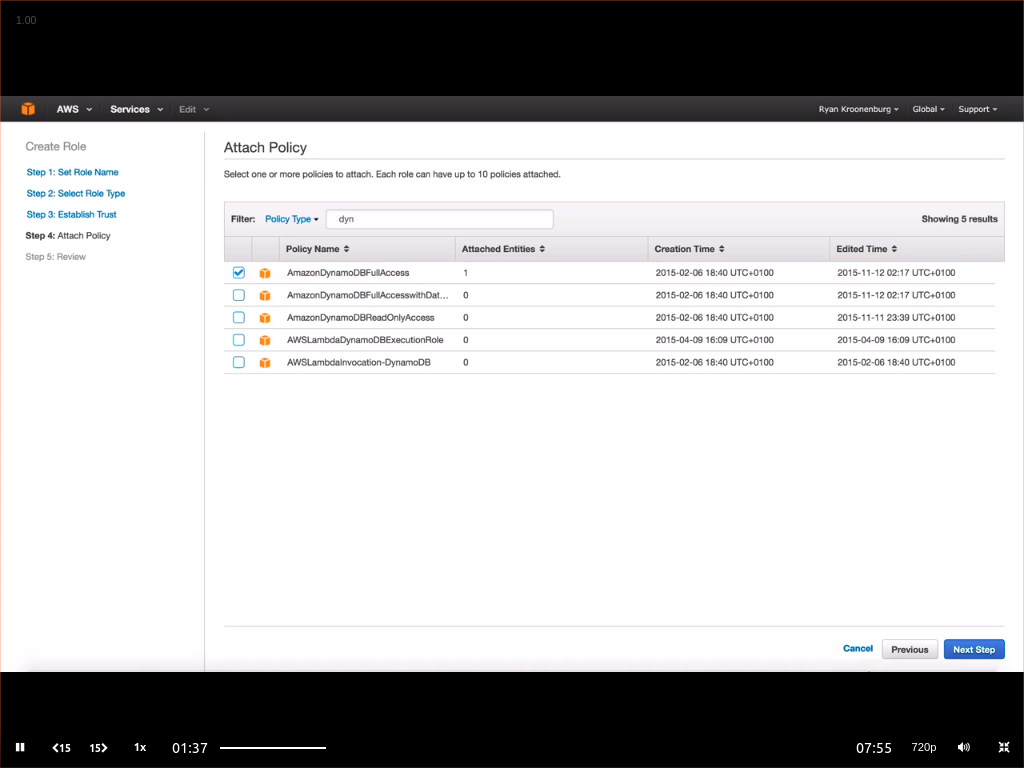 1.00
AWS Services Edit Ryan Kroonenburg Global Support
Create Role
Step 1: Set Role Name
Step 2: Select Role Type
Step 3: Establish Trust
Step 4: Attach Policy
Step 5: Review
Attach Policy
Select one or more policies to attach. Each role can have up to 10 policies attached.
Filter: Policy Type dyn Showing 5 results
Policy Name Attached Entities Creation Time Edited Time
AmazonDynamoDBFullAccess 1 2015-02-06 18:40 UTC+0100 2015-11-12 02:17 UTC+0100
AmazonDynamoDBFullAccesswithDat... 0 2015-02-06 18:40 UTC+0100 2015-11-12 02:17 UTC+0100
AmazonDynamoDBReadOnlyAccess 0 2015-02-06 18:40 UTC+0100 2015-11-11 23:39 UTC+0100
AWSLambdaDynamoDBExecutionRole 0 2015-04-09 16:09 UTC+0100 2015-04-09 16:09 UTC+0100
AWSLambdaInvocation-DynamoDB 0 2015-02-06 18:40 UTC+0100 2015-02-06 18:40 UTC+0100
Cancel Previous Next Step
15 15 1x 01:37 07:55 720p